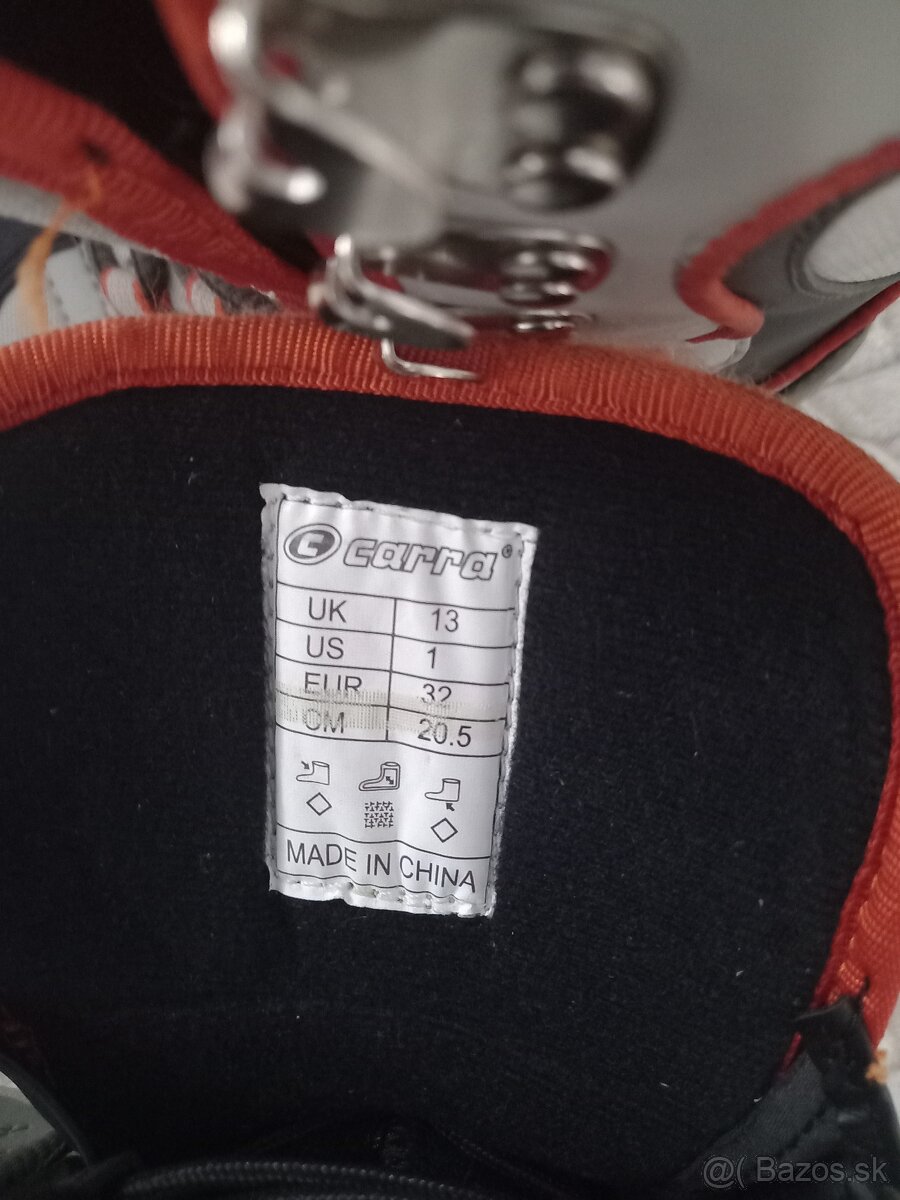 C carra®
UK 13
US 1
EUR 32
CM 20.5
MADE IN CHINA
@( Bazos.sk